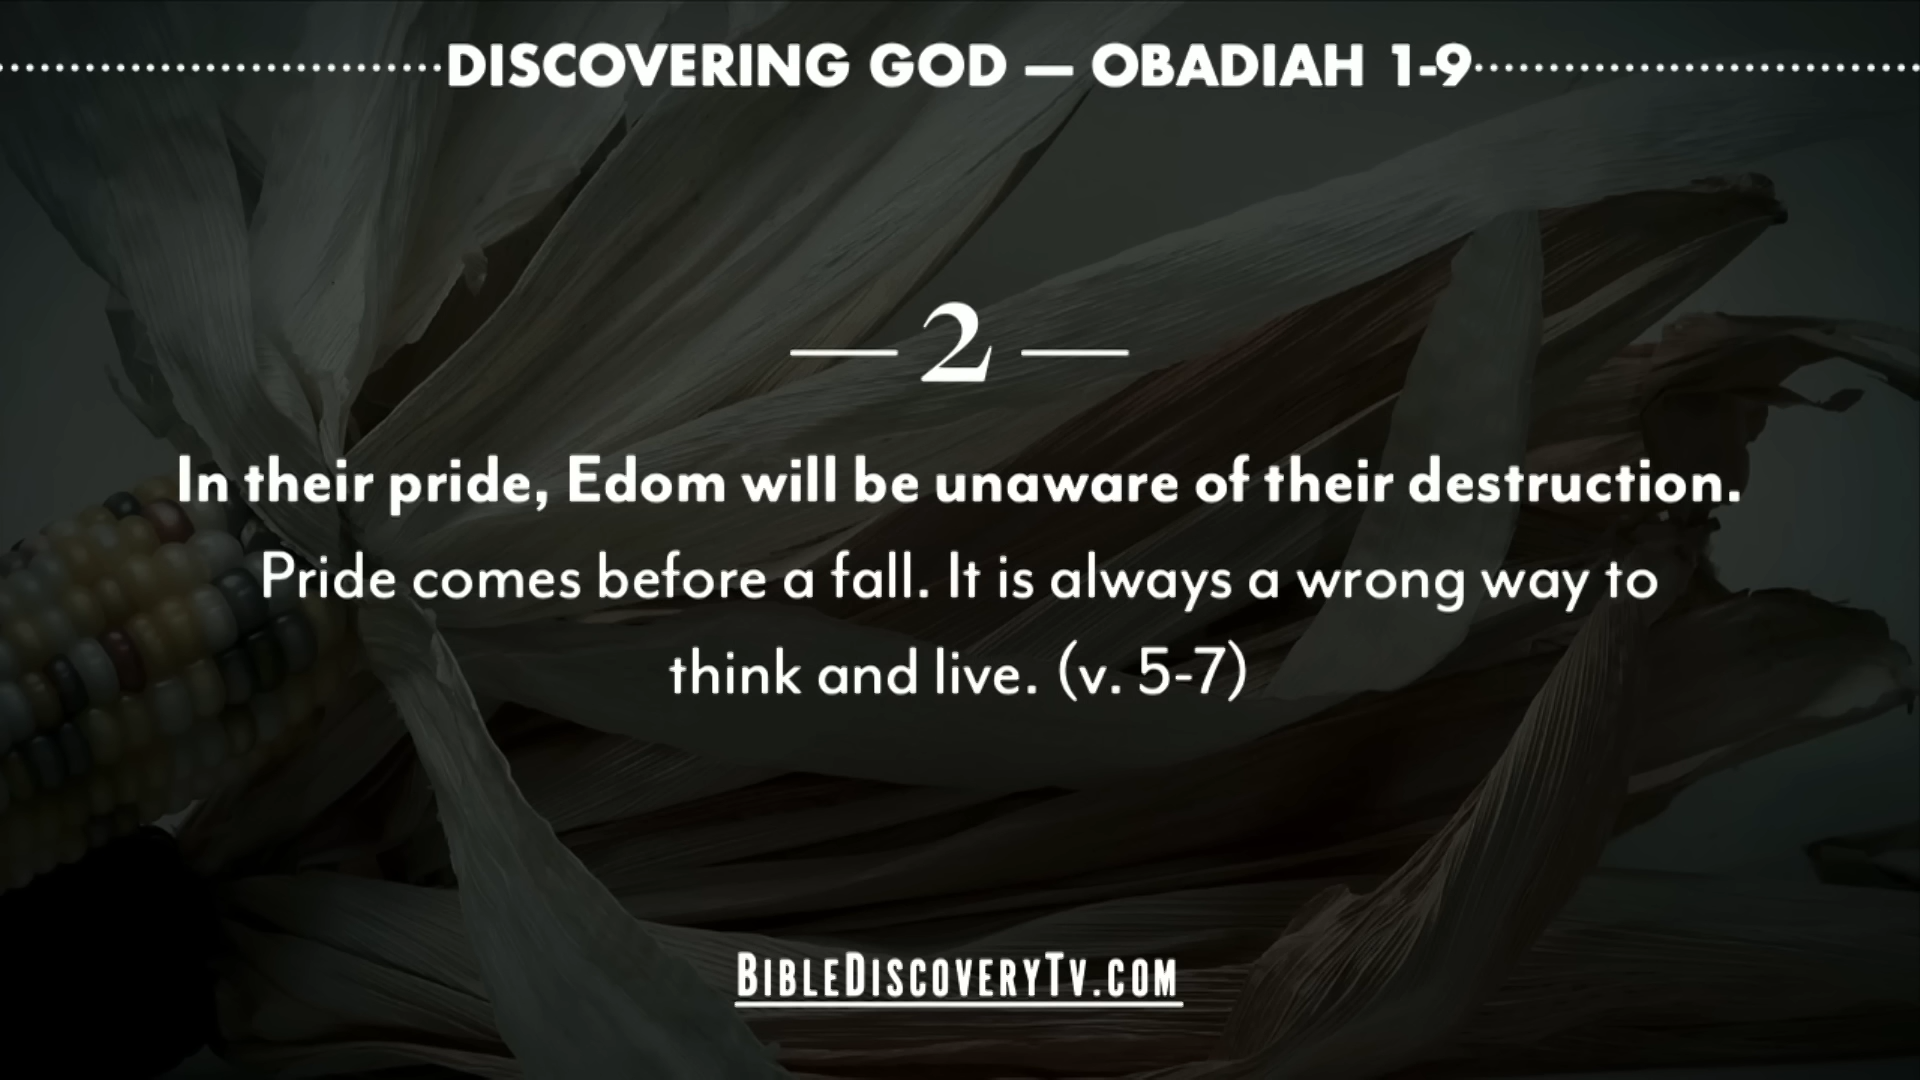 DISCOVERING GOD — OBADIAH 1-9
— 2 —
In their pride, Edom will be unaware of their destruction.
Pride comes before a fall. It is always a wrong way to
think and live. (v. 5-7)
BIBLEDISCOVERYTV.COM